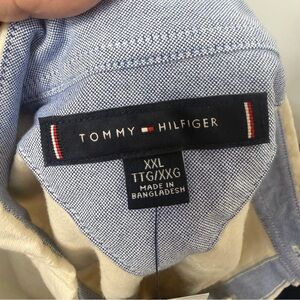 TOMMY HILFIGER
XXL
TTG/XXG
MADE IN
BANGLADESH